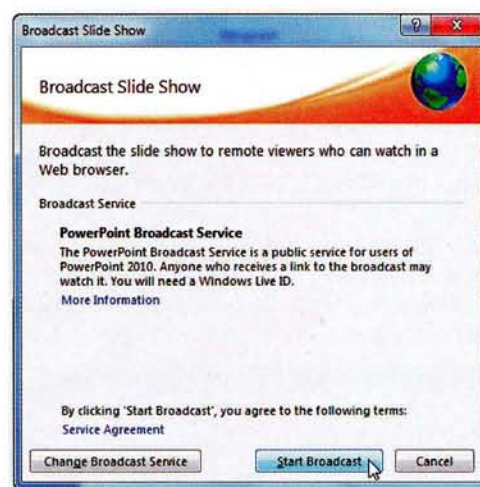 Broadcast Slide Show
Broadcast Slide Show
Broadcast the slide show to remote viewers who can watch in a
Web browser.
Broadcast Service
PowerPoint Broadcast Service
The PowerPoint Broadcast Service is a public service for users of
PowerPoint 2010. Anyone who receives a link to the broadcast may
watch it. You will need a Windows Live ID.
More Information
By clicking 'Start Broadcast', you agree to the following terms:
Service Agreement
Change Broadcast Service Start Broadcast Cancel